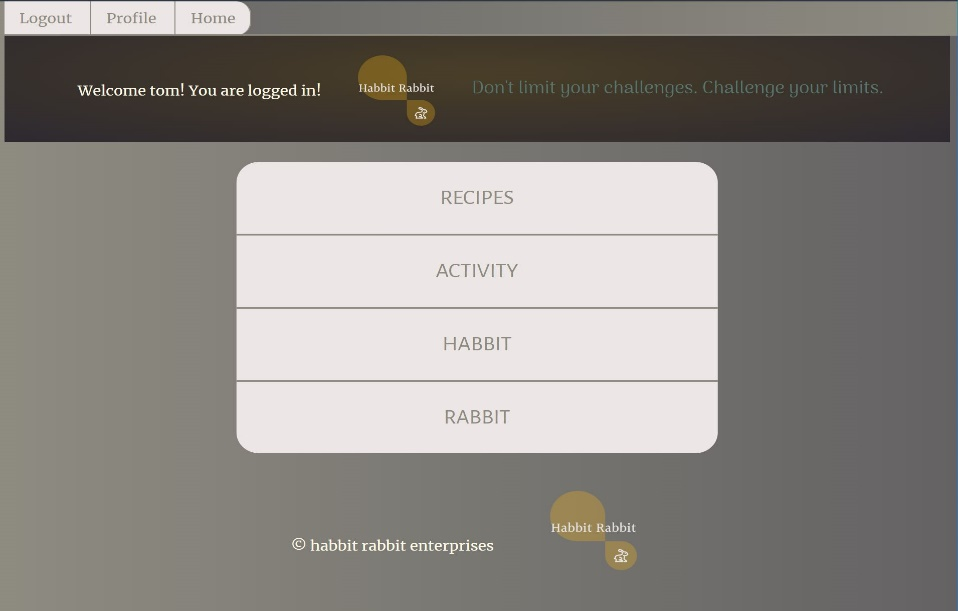 Logout Profile Home
Welcome tom! You are logged in!
Habbit Rabbit
Don't limit your challenges. Challenge your limits.
RECIPES
ACTIVITY
HABBIT
RABBIT
© habbit rabbit enterprises
Habbit Rabbit